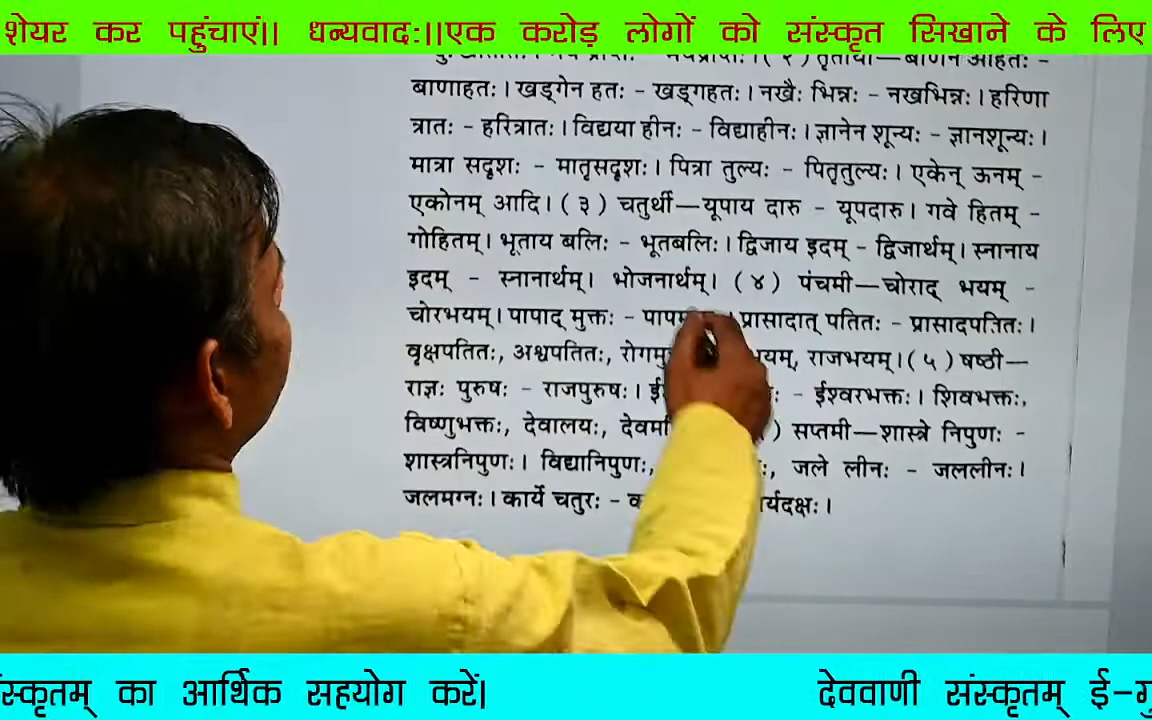 शेयर कर पहुंचाएं।। धन्यवादः।।एक करोड़ लोगों को संस्कृत सिखाने के लिए
बाणाहतः। खड्गेन हतः - खड्गहतः। नखैः भिन्नः - नखभिन्नः। हरिणा
त्रातः - हरित्रातः। विद्यया हीनः - विद्याहीनः। ज्ञानेन शून्यः - ज्ञानशून्यः।
मात्रा सदृशः - मातृसदृशः। पित्रा तुल्यः - पितृतुल्यः। एकेन् ऊनम् -
एकोनम् आदि। (३) चतुर्थी—यूपाय दारु - यूपदारु। गवे हितम् -
गोहितम्। भूताय बलिः - भूतबलिः। द्विजाय इदम् - द्विजार्थम्। स्नानाय
इदम् - स्नानार्थम्। भोजनार्थम्। (४) पंचमी—चोराद् भयम् -
चोरभयम्। पापाद् मुक्तः - प्रासादात् पतितः - प्रासादपतितः।
वृक्षपतितः, अश्वपतितः, राजभयम्। (५) षष्ठी—
राज्ञः पुरुषः - राजपुरुषः। - ईश्वरभक्तः। शिवभक्तः,
विष्णुभक्तः, देवालयः, सप्तमी—शास्त्रे निपुणः -
शास्त्रनिपुणः। विद्यानिपुणः, जले लीनः - जललीनः।
जलमग्नः। कार्ये चतुरः -
का आर्थिक सहयोग करें। देववाणी संस्कृतम्